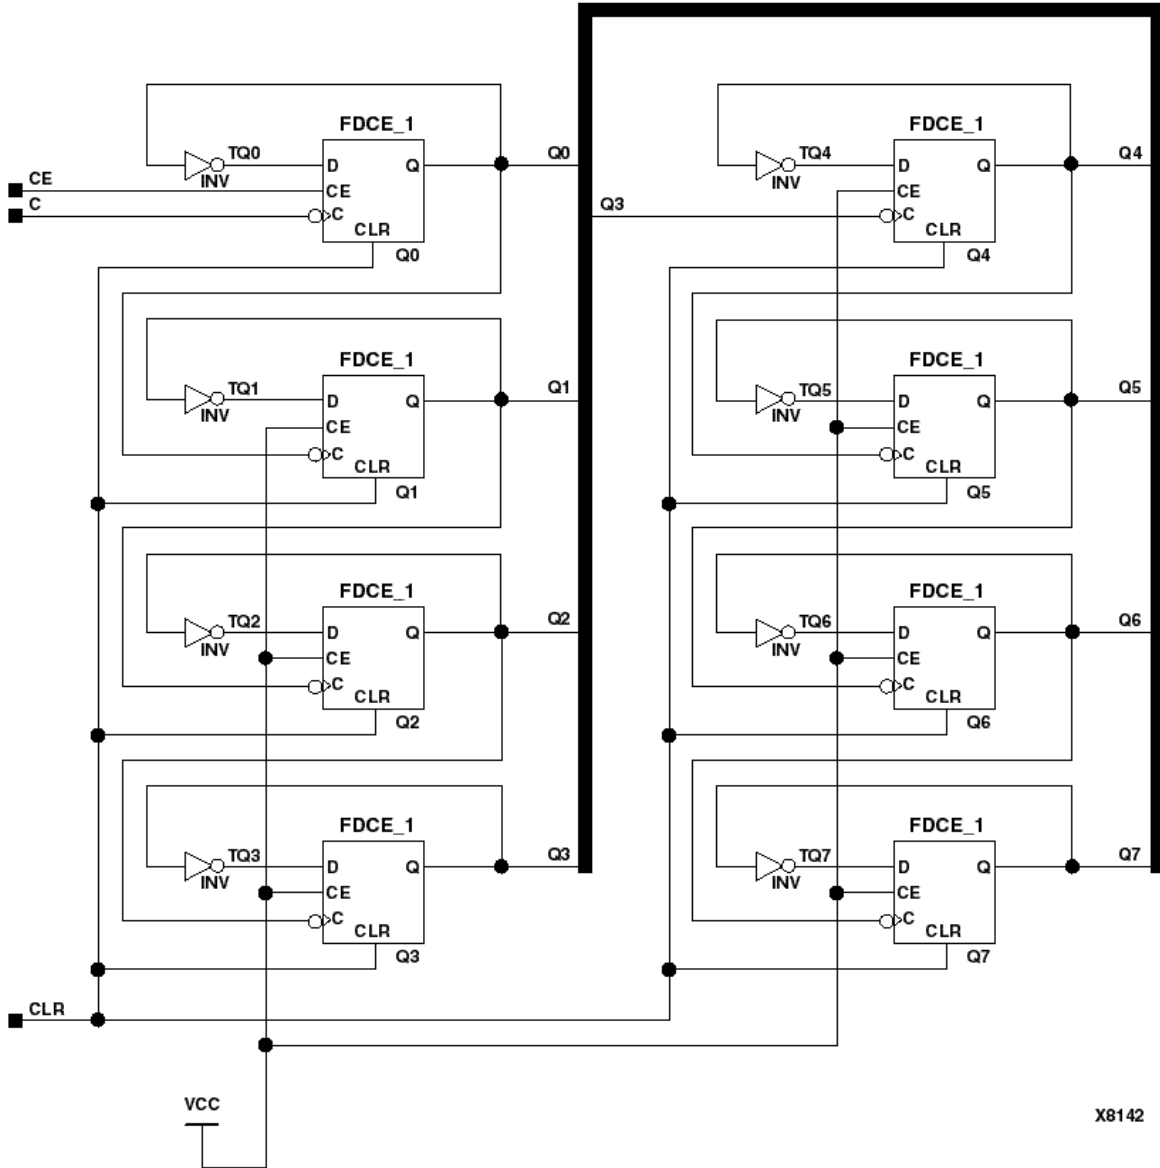 FDCE_1
TQ0
D
Q
Q0
INV
CE
CE
C
C
CLR
Q0
FDCE_1
TQ1
D
Q
Q1
INV
CE
C
CLR
Q1
FDCE_1
TQ2
D
Q
Q2
INV
CE
C
CLR
Q2
FDCE_1
TQ3
D
Q
Q3
INV
CE
C
CLR
Q3
CLR
VCC
FDCE_1
TQ4
D
Q
Q4
INV
CE
Q3
C
CLR
Q4
FDCE_1
TQ5
D
Q
Q5
INV
CE
C
CLR
Q5
FDCE_1
TQ6
D
Q
Q6
INV
CE
C
CLR
Q6
FDCE_1
TQ7
D
Q
Q7
INV
CE
C
CLR
Q7
X8142